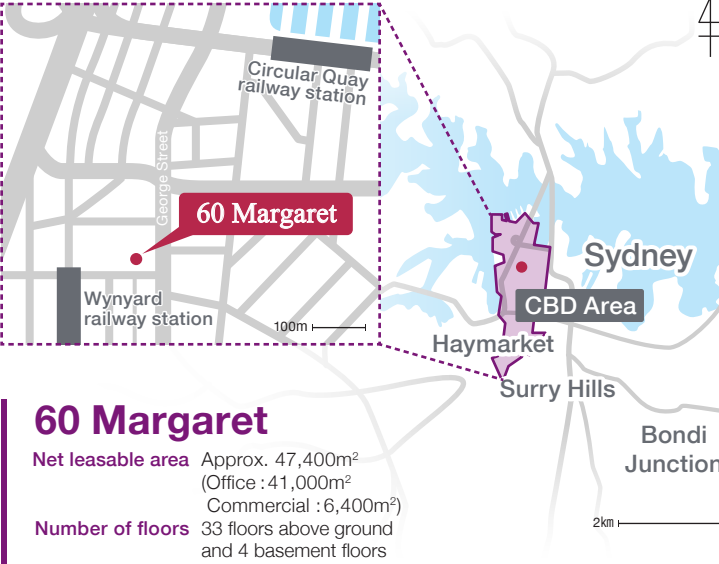 Circular Quay
railway station
George Street
60 Margaret
Wynyard
railway station
100m
4
Sydney
CBD Area
Haymarket
Surry Hills
Bondi
Junction
2km
60 Margaret
Net leasable area Approx. 47,400m²
(Office : 41,000m²
Commercial : 6,400m²)
Number of floors 33 floors above ground
and 4 basement floors